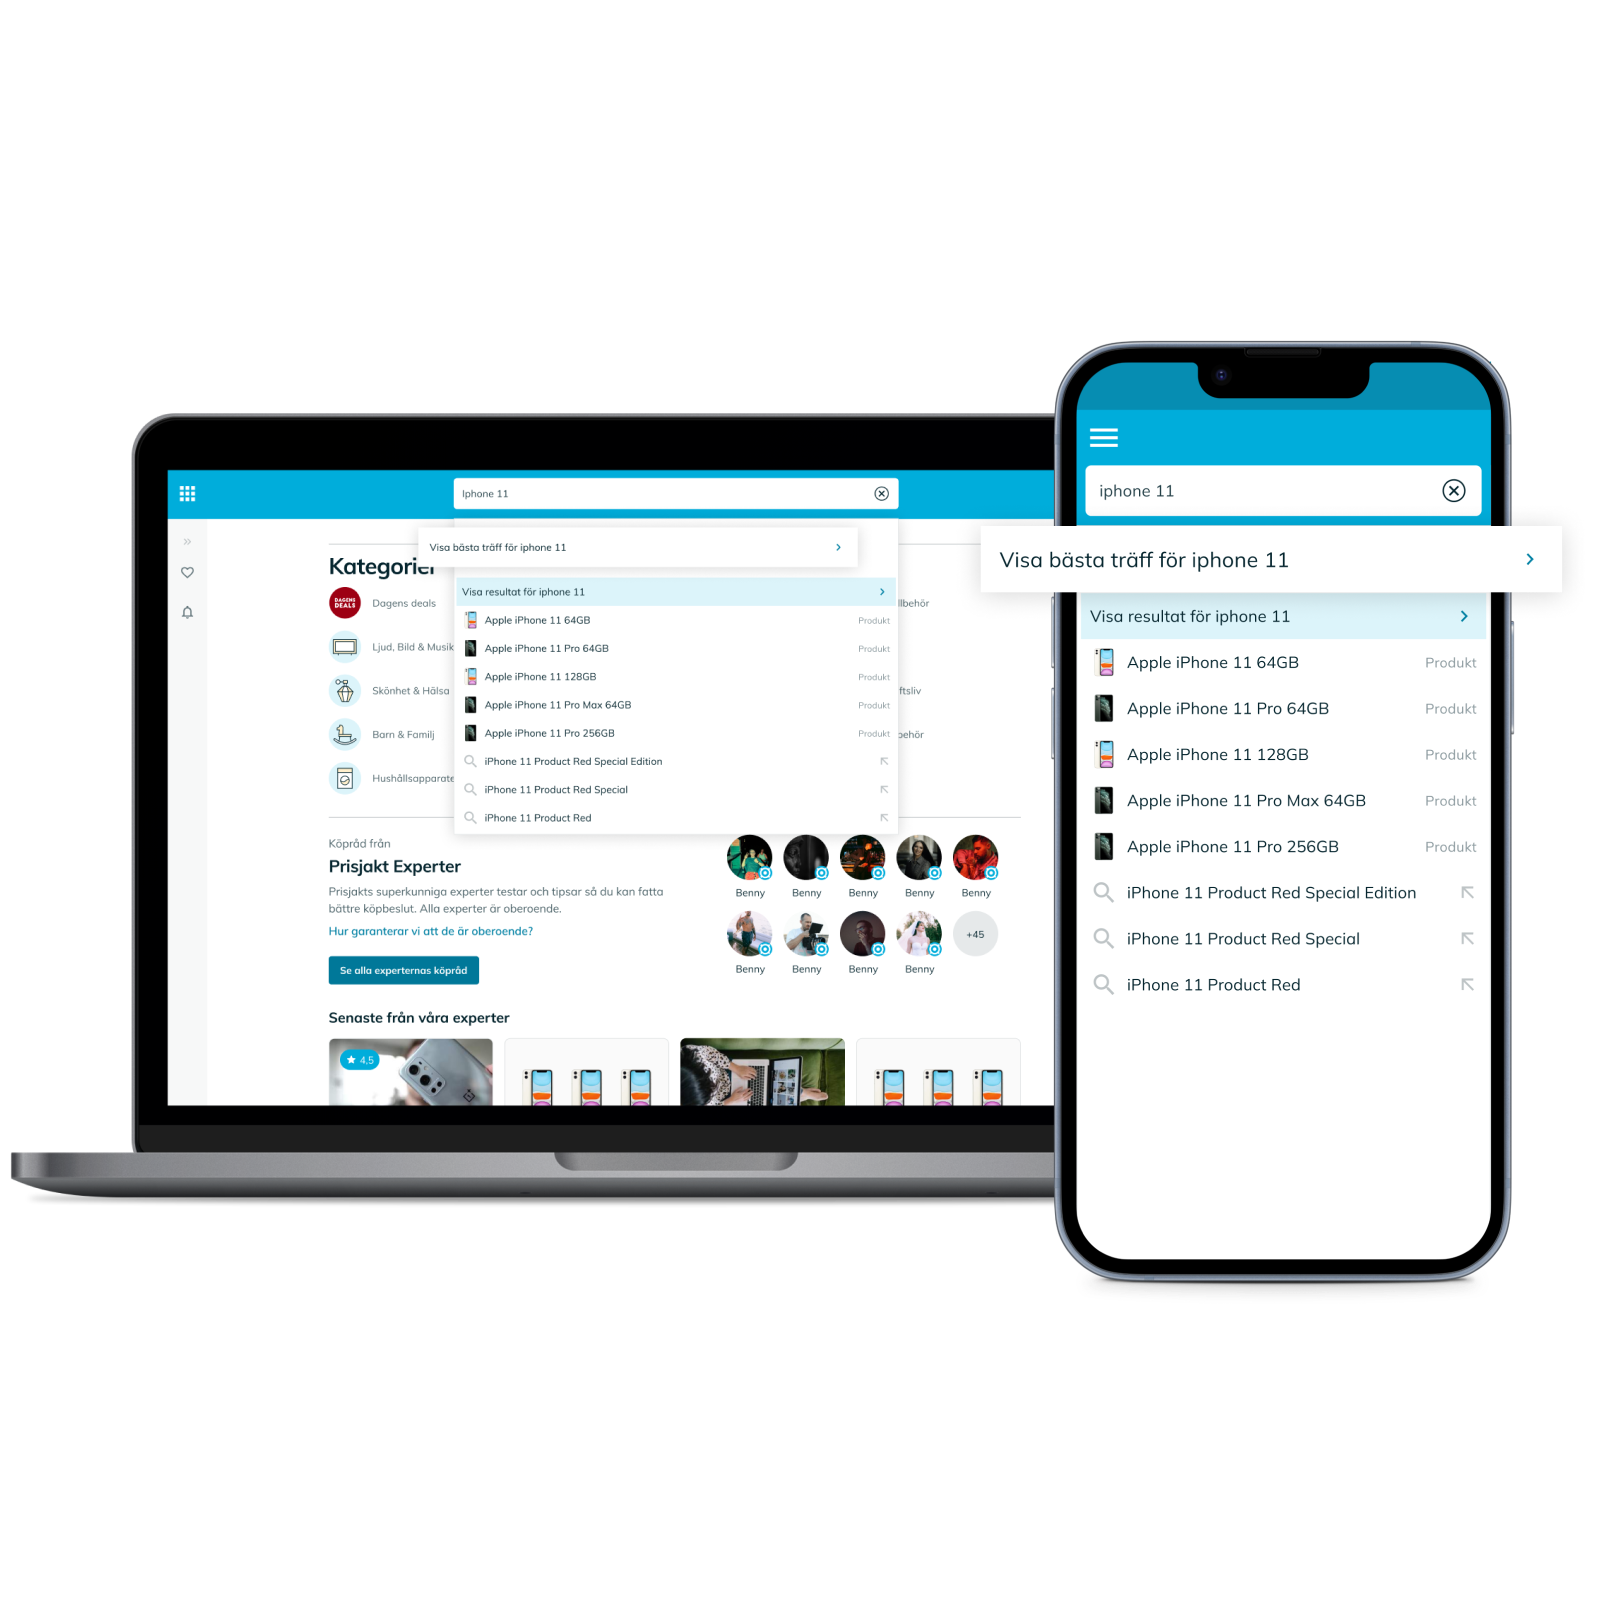 Iphone 11
Visa bästa träff för iphone 11
Visa resultat för iphone 11
Apple iPhone 11 64GB
Produkt
Apple iPhone 11 Pro 64GB
Produkt
Apple iPhone 11 128GB
Produkt
Apple iPhone 11 Pro Max 64GB
Produkt
Apple iPhone 11 Pro 256GB
Produkt
iPhone 11 Product Red Special Edition
iPhone 11 Product Red Special
iPhone 11 Product Red
Kategorier
DAGENS
DEALS
Dagens deals
Ljud, Bild & Musik
Skönhet & Hälsa
Barn & Familj
Hushållsapparate
Köpråd från
Prisjakt Experter
Prisjakts superkunniga experter testar och tipsar så du kan fatta
bättre köpbeslut. Alla experter är oberoende.
Hur garanterar vi att de är oberoende?
Se alla experternas köpråd
Benny
Benny
Benny
Benny
Benny
+45
Benny
Benny
Benny
Benny
Senaste från våra experter
4,5
iphone 11
Visa bästa träff för iphone 11
Visa resultat för iphone 11
Apple iPhone 11 64GB
Produkt
Apple iPhone 11 Pro 64GB
Produkt
Apple iPhone 11 128GB
Produkt
Apple iPhone 11 Pro Max 64GB
Produkt
Apple iPhone 11 Pro 256GB
Produkt
iPhone 11 Product Red Special Edition
iPhone 11 Product Red Special
iPhone 11 Product Red